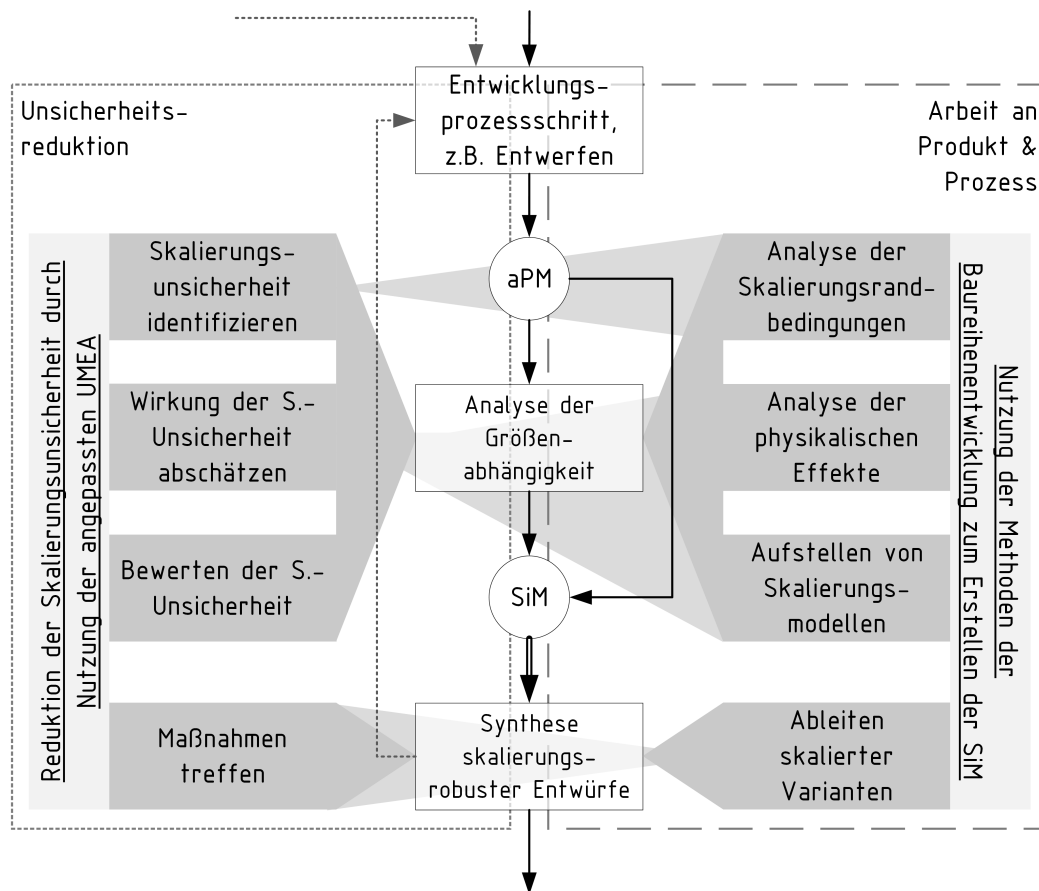 Entwicklungs-
prozessschritt,
z.B. Entwerfen
Unsicherheits-
reduktion
Arbeit an
Produkt &
Prozess
Reduktion der Skalierungsunsicherheit durch
Nutzung der angepassten UMEA
Skalierungs-
unsicherheit
identifizieren
Wirkung der S.-
Unsicherheit
abschätzen
Bewerten der S.-
Unsicherheit
Maßnahmen
treffen
aPM
Analyse der
Größen-
abhängigkeit
SiM
Synthese
skalierungs-
robuster Entwürfe
Analyse der
Skalierungsrand-
bedingungen
Analyse der
physikalischen
Effekte
Aufstellen von
Skalierungs-
modellen
Ableiten
skalierter
Varianten
Nutzung der Methoden der
Baureihenentwicklung zum Erstellen der SiM